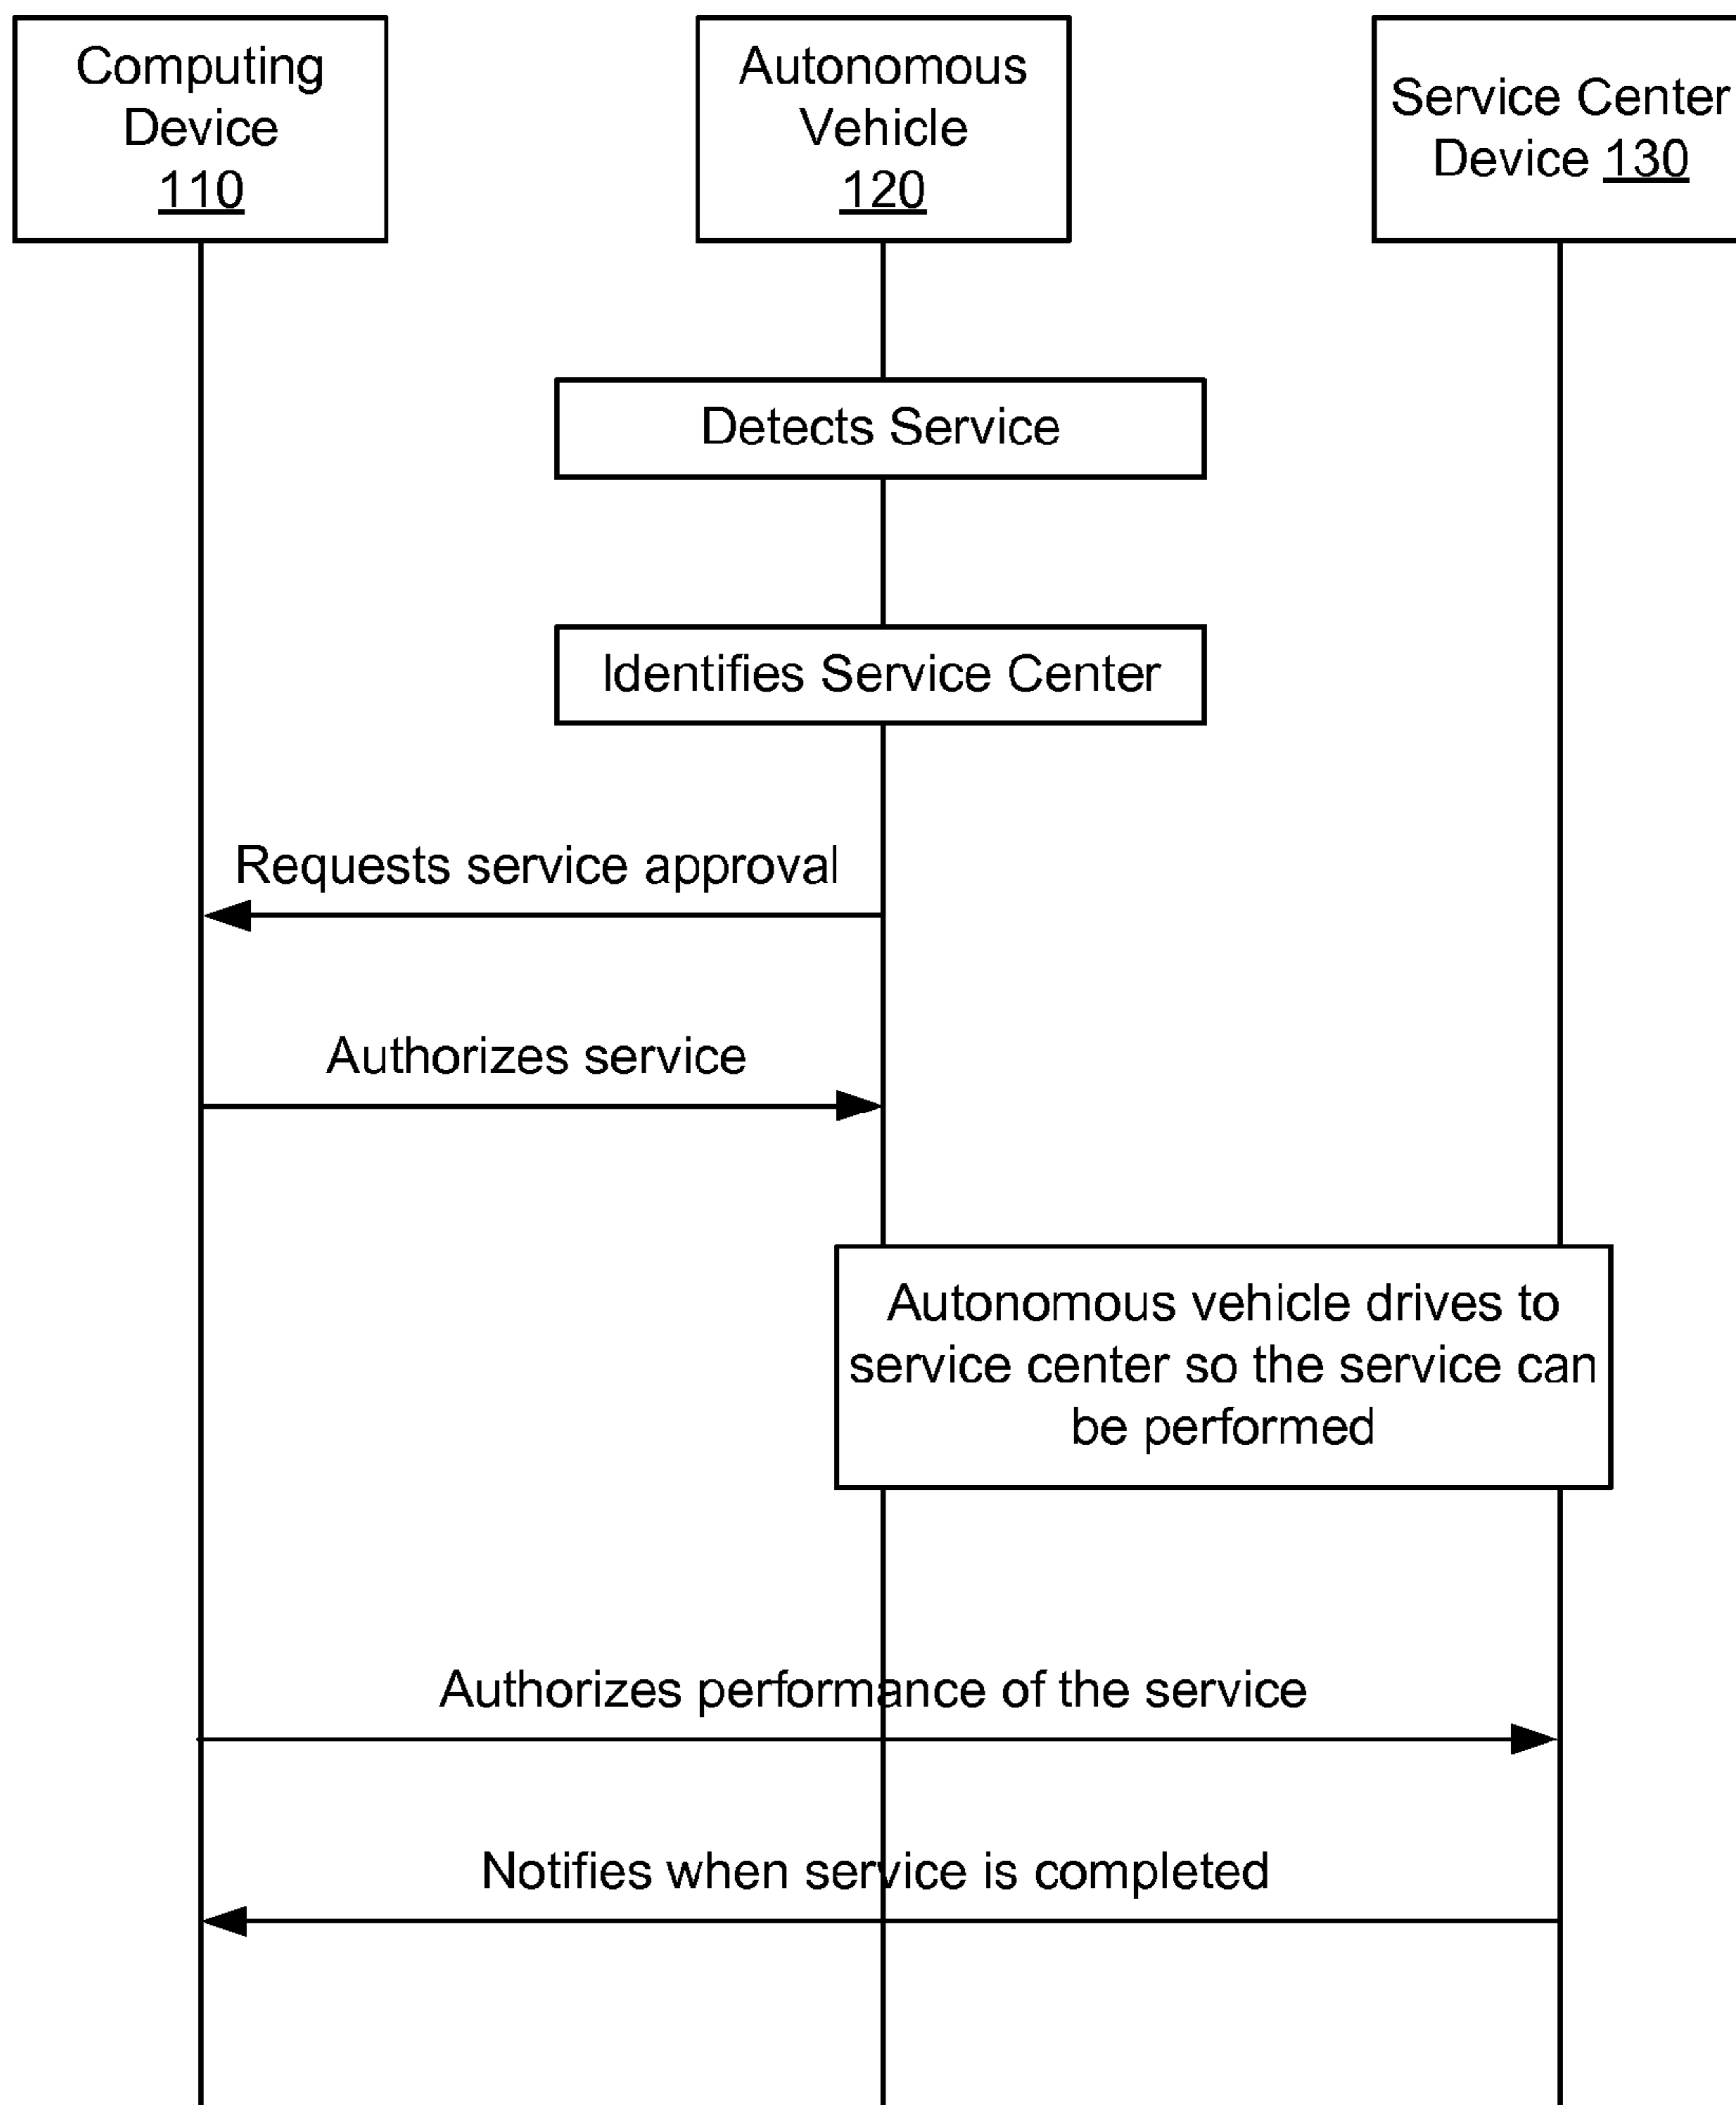 Computing
Device
110
Autonomous
Vehicle
120
Service Center
Device 130
Detects Service
Identifies Service Center
Requests service approval
Authorizes service
Autonomous vehicle drives to
service center so the service can
be performed
Authorizes performance of the service
Notifies when service is completed